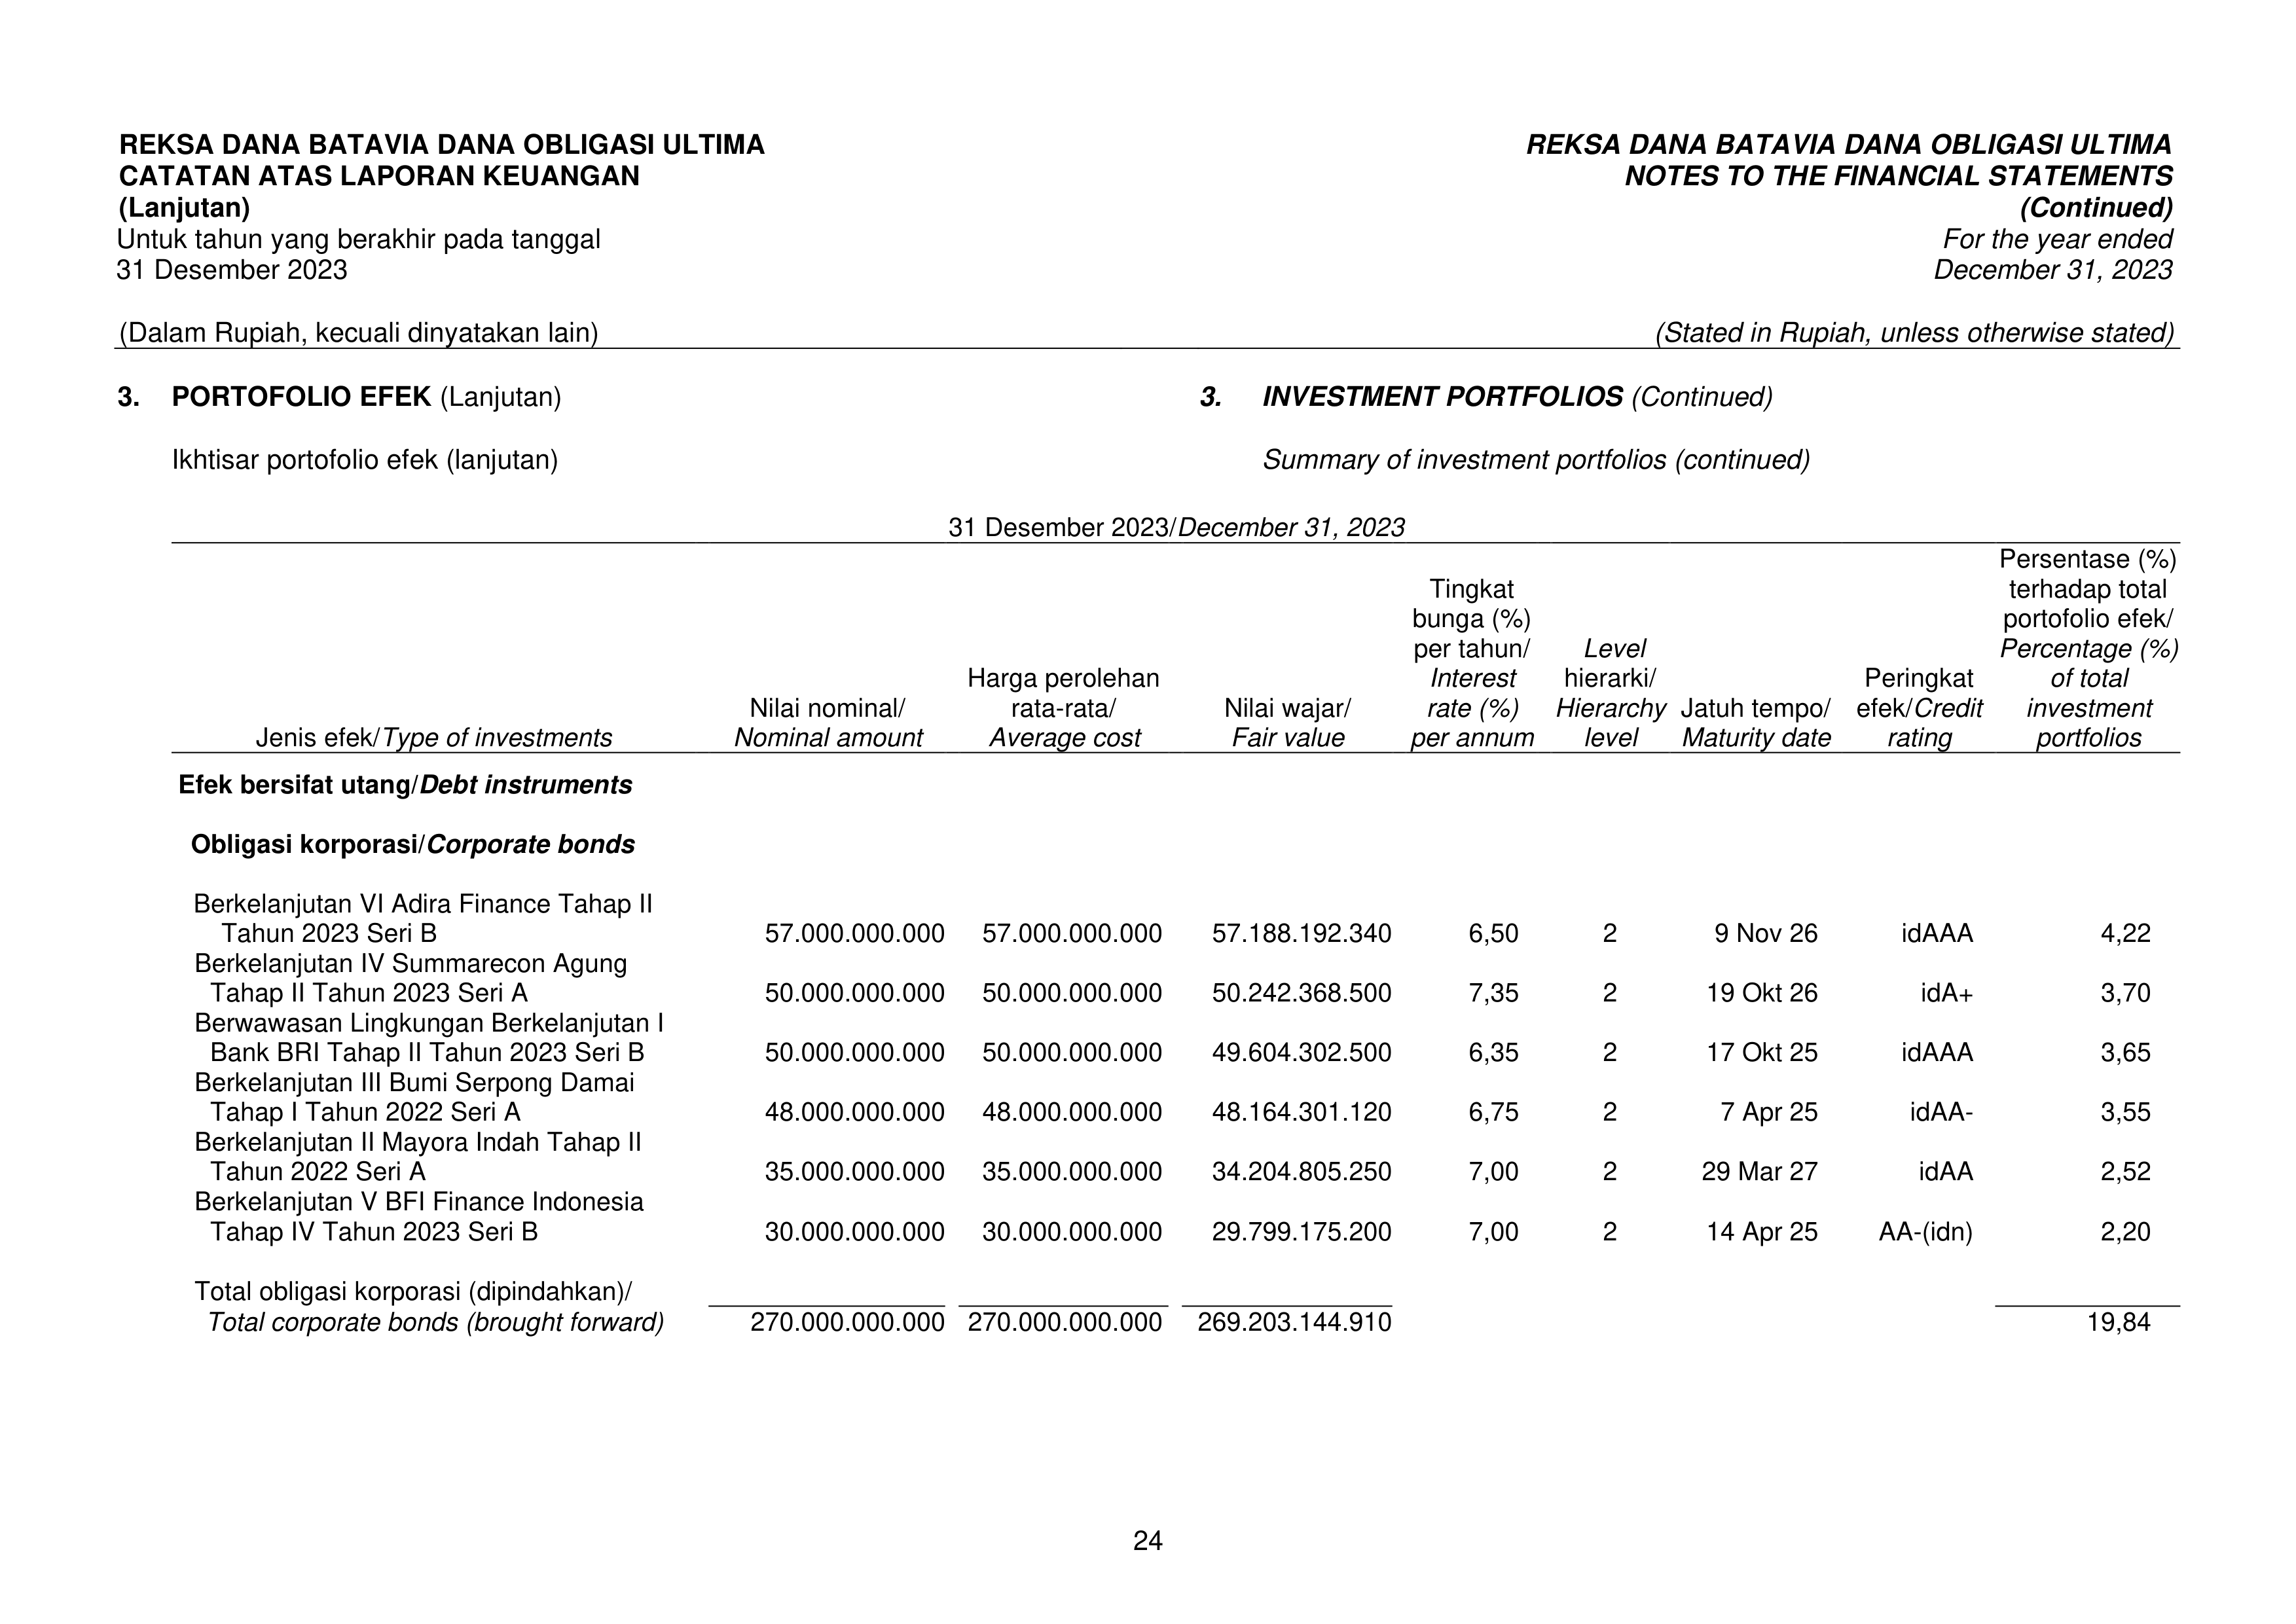 REKSA DANA BATAVIA DANA OBLIGASI ULTIMA
CATATAN ATAS LAPORAN KEUANGAN
(Lanjutan)
Untuk tahun yang berakhir pada tanggal
31 Desember 2023
(Dalam Rupiah, kecuali dinyatakan lain)
REKSA DANA BATAVIA DANA OBLIGASI ULTIMA
NOTES TO THE FINANCIAL STATEMENTS
(Continued)
For the year ended
December 31, 2023
(Stated in Rupiah, unless otherwise stated)
3. PORTOFOLIO EFEK (Lanjutan)
3. INVESTMENT PORTFOLIOS (Continued)
Ikhtisar portofolio efek (lanjutan)
Summary of investment portfolios (continued)
31 Desember 2023/December 31, 2023
Jenis efek/Type of investments
Nilai nominal/
Nominal amount
Harga perolehan
rata-rata/
Average cost
Nilai wajar/
Fair value
Tingkat
bunga (%)
per tahun/
Interest
rate (%)
per annum
Level
hierarki/
Hierarchy
level
Jatuh tempo/
Maturity date
Peringkat
efek/Credit
rating
Persentase (%)
terhadap total
portofolio efek/
Percentage (%)
of total
investment
portfolios
Efek bersifat utang/Debt instruments
Obligasi korporasi/Corporate bonds
Berkelanjutan VI Adira Finance Tahap II
Tahun 2023 Seri B 57.000.000.000 57.000.000.000 57.188.192.340 6,50 2 9 Nov 26 idAAA 4,22
Berkelanjutan IV Summarecon Agung
Tahap II Tahun 2023 Seri A 50.000.000.000 50.000.000.000 50.242.368.500 7,35 2 19 Okt 26 idA+ 3,70
Berwawasan Lingkungan Berkelanjutan I
Bank BRI Tahap II Tahun 2023 Seri B 50.000.000.000 50.000.000.000 49.604.302.500 6,35 2 17 Okt 25 idAAA 3,65
Berkelanjutan III Bumi Serpong Damai
Tahap I Tahun 2022 Seri A 48.000.000.000 48.000.000.000 48.164.301.120 6,75 2 7 Apr 25 idAA- 3,55
Berkelanjutan II Mayora Indah Tahap II
Tahun 2022 Seri A 35.000.000.000 35.000.000.000 34.204.805.250 7,00 2 29 Mar 27 idAA 2,52
Berkelanjutan V BFI Finance Indonesia
Tahap IV Tahun 2023 Seri B 30.000.000.000 30.000.000.000 29.799.175.200 7,00 2 14 Apr 25 AA-(idn) 2,20
Total obligasi korporasi (dipindahkan)/
Total corporate bonds (brought forward) 270.000.000.000 270.000.000.000 269.203.144.910 19,84
24